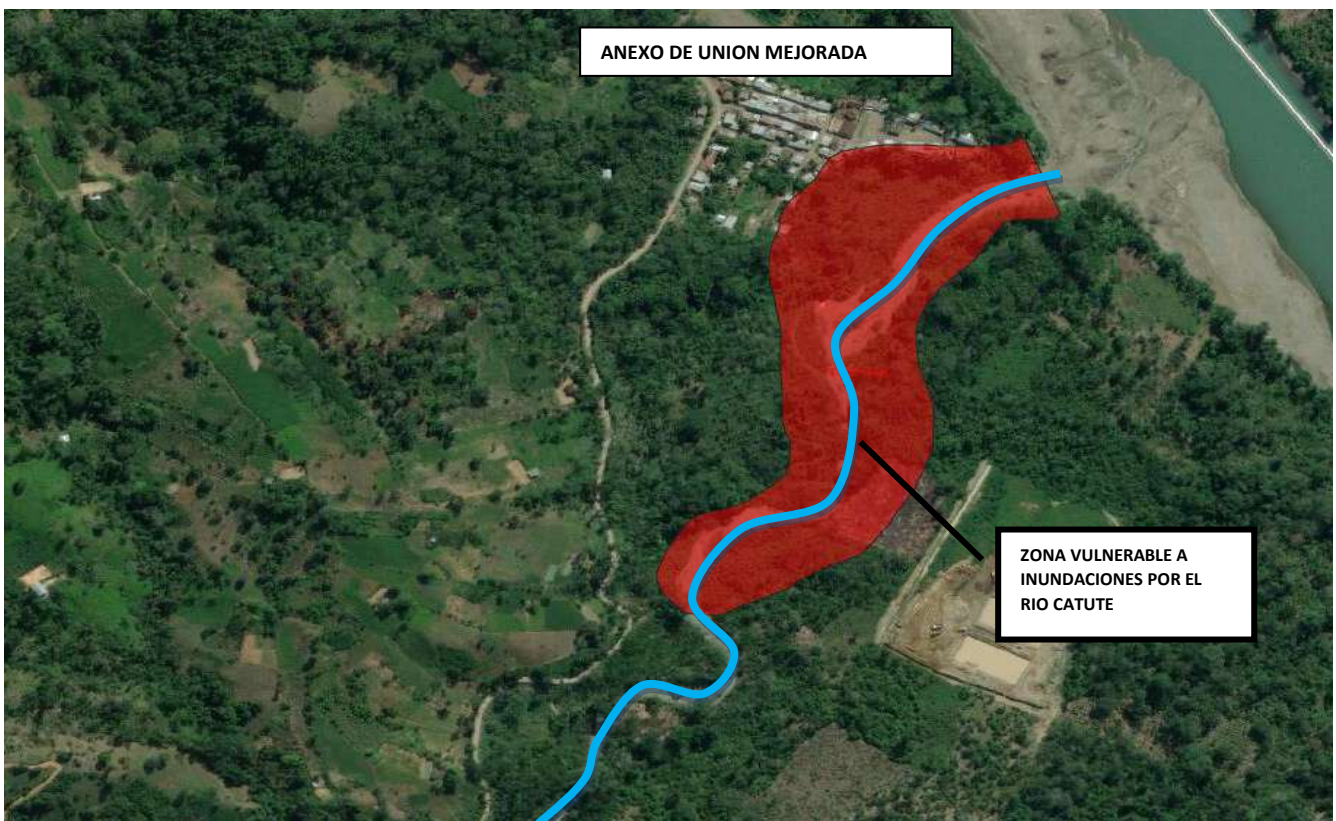 ANEXO DE UNION MEJORADA
ZONA VULNERABLE A
INUNDACIONES POR EL
RIO CATUTE